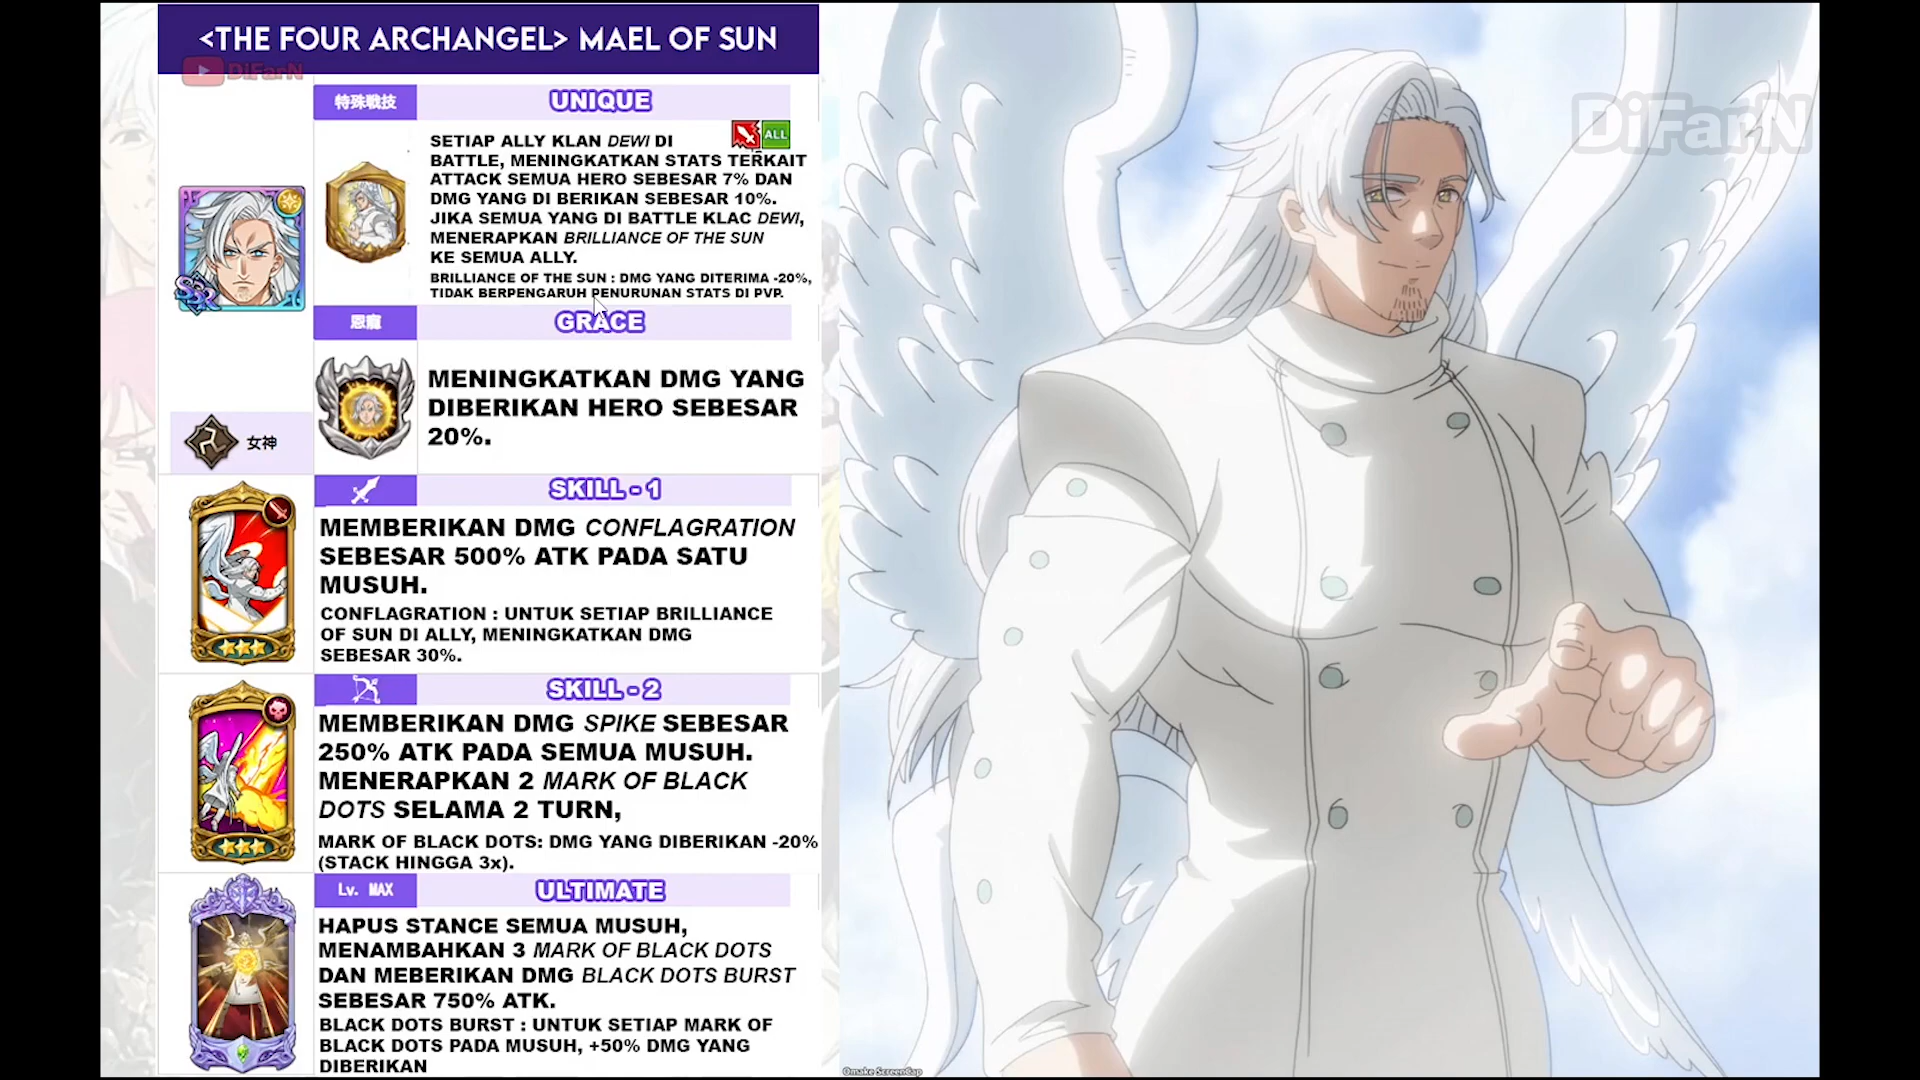 <THE FOUR ARCHANGEL> MAEL OF SUN
DiFarN
DiFarN
特殊戦技
UNIQUE
SETIAP ALLY KLAN DEWI DI
ALL
BATTLE, MENINGKATKAN STATS TERKAIT
ATTACK SEMUA HERO SEBESAR 7% DAN
DMG YANG DI BERIKAN SEBESAR 10%.
JIKA SEMUA YANG DI BATTLE KLAC DEWI,
MENERAPKAN BRILLIANCE OF THE SUN
KE SEMUA ALLY.
BRILLIANCE OF THE SUN : DMG YANG DITERIMA -20%,
TIDAK BERPENGARUH PENURUNAN STATS DI PVP.
SSR
恩寵
GRACE
MENINGKATKAN DMG YANG
DIBERIKAN HERO SEBESAR
20%.
女神
SKILL - 1
MEMBERIKAN DMG CONFLAGRATION
SEBESAR 500% ATK PADA SATU
MUSUH.
CONFLAGRATION : UNTUK SETIAP BRILLIANCE
OF SUN DI ALLY, MENINGKATKAN DMG
SEBESAR 30%.
SKILL - 2
MEMBERIKAN DMG SPIKE SEBESAR
250% ATK PADA SEMUA MUSUH.
MENERAPKAN 2 MARK OF BLACK
DOTS SELAMA 2 TURN,
MARK OF BLACK DOTS: DMG YANG DIBERIKAN -20%
(STACK HINGGA 3x).
Lv. MAX
ULTIMATE
HAPUS STANCE SEMUA MUSUH,
MENAMBAHKAN 3 MARK OF BLACK DOTS
DAN MEBERIKAN DMG BLACK DOTS BURST
SEBESAR 750% ATK.
BLACK DOTS BURST : UNTUK SETIAP MARK OF
BLACK DOTS PADA MUSUH, +50% DMG YANG
DIBERIKAN
Omake ScreenCap